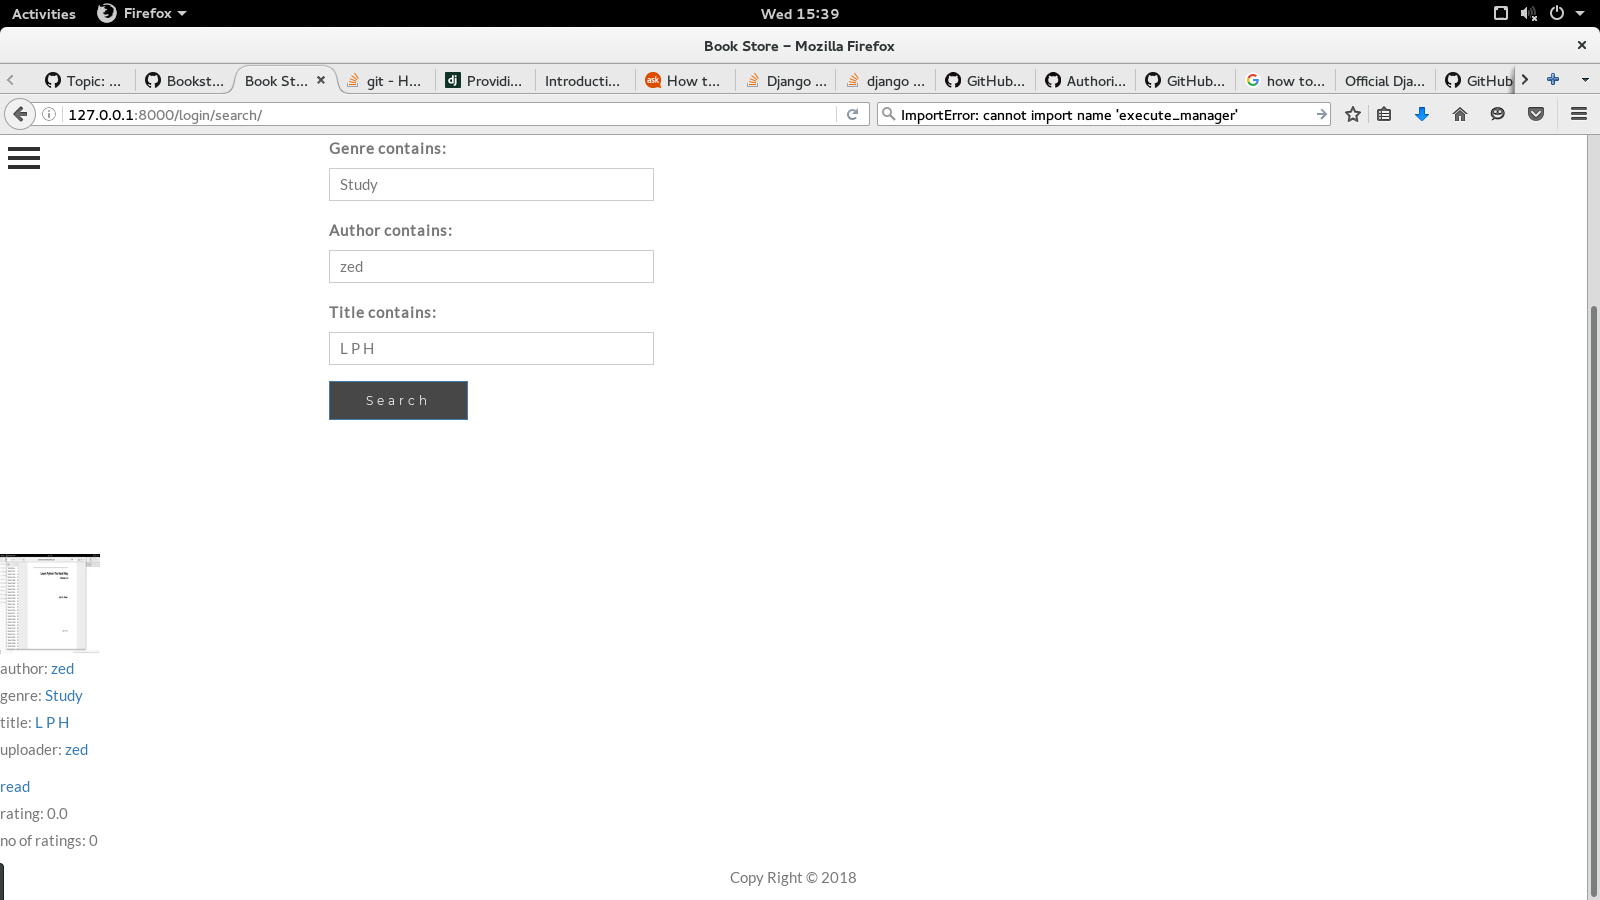 Activities Firefox Wed 15:39
Book Store – Mozilla Firefox
Topic: ... Bookst... Book St... git - H... Providi... Introducti... How t... Django ... django ... GitHub... Authori... GitHub... how to... Official Dja... GitHub
127.0.0.1:8000/login/search/ ImportError: cannot import name 'execute_manager'
Genre contains:
Study
Author contains:
zed
Title contains:
L P H
Search
author: zed
genre: Study
title: L P H
uploader: zed
read
rating: 0.0
no of ratings: 0
Copy Right © 2018